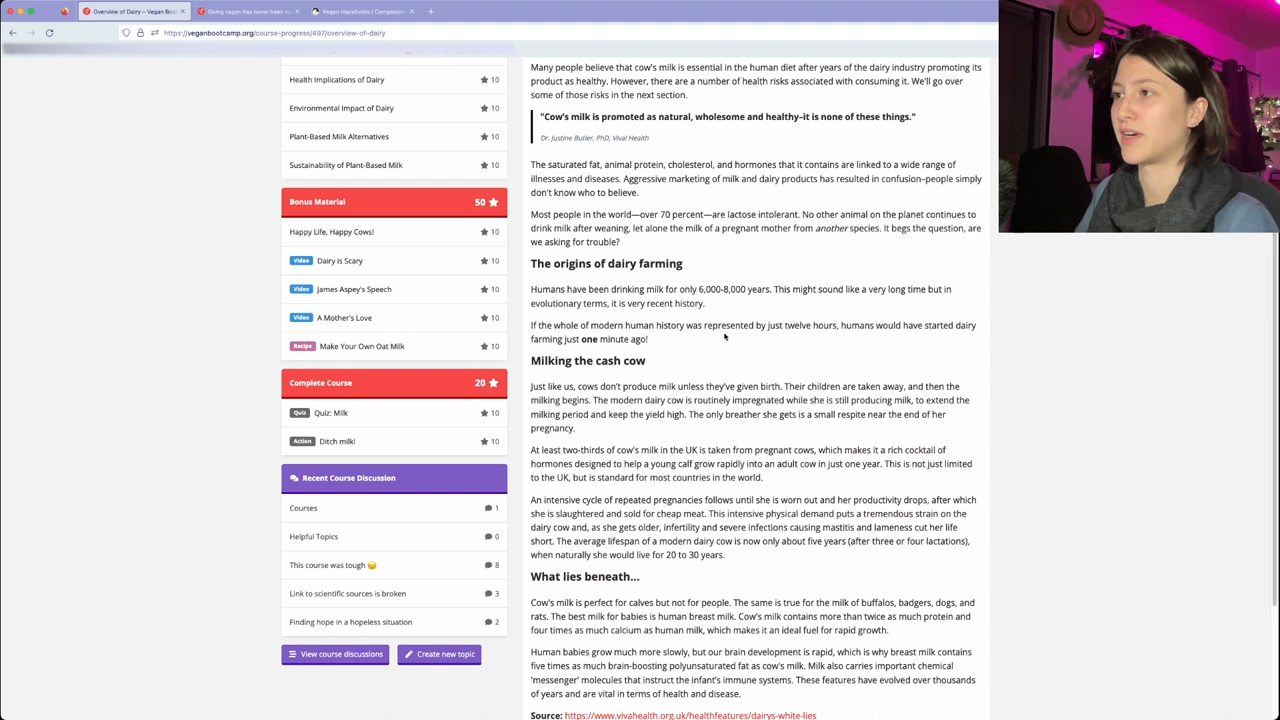 Overview of Dairy – Vegan Boot
Going vegan has never been e
Vegan Hacktivists | Compassion
https://veganbootcamp.org/course-progress/497/overview-of-dairy
Health Implications of Dairy 10
Environmental Impact of Dairy 10
Plant-Based Milk Alternatives 10
Sustainability of Plant-Based Milk 10
Bonus Material 50
Happy Life, Happy Cows! 10
Video Dairy is Scary 10
Video James Aspey's Speech 10
Video A Mother's Love 10
Recipe Make Your Own Oat Milk 10
Complete Course 20
Quiz Quiz: Milk 10
Action Ditch milk! 10
Recent Course Discussion
Courses 1
Helpful Topics 0
This course was tough 😥 8
Link to scientific sources is broken 3
Finding hope in a hopeless situation 2
View course discussions Create new topic
Many people believe that cow's milk is essential in the human diet after years of the dairy industry promoting its
product as healthy. However, there are a number of health risks associated with consuming it. We'll go over
some of those risks in the next section.
"Cow's milk is promoted as natural, wholesome and healthy–it is none of these things."
Dr. Justine Butler, PhD, Viva! Health
The saturated fat, animal protein, cholesterol, and hormones that it contains are linked to a wide range of
illnesses and diseases. Aggressive marketing of milk and dairy products has resulted in confusion–people simply
don't know who to believe.
Most people in the world—over 70 percent—are lactose intolerant. No other animal on the planet continues to
drink milk after weaning, let alone the milk of a pregnant mother from another species. It begs the question, are
we asking for trouble?
The origins of dairy farming
Humans have been drinking milk for only 6,000-8,000 years. This might sound like a very long time but in
evolutionary terms, it is very recent history.
If the whole of modern human history was represented by just twelve hours, humans would have started dairy
farming just one minute ago!
Milking the cash cow
Just like us, cows don't produce milk unless they've given birth. Their children are taken away, and then the
milking begins. The modern dairy cow is routinely impregnated while she is still producing milk, to extend the
milking period and keep the yield high. The only breather she gets is a small respite near the end of her
pregnancy.
At least two-thirds of cow's milk in the UK is taken from pregnant cows, which makes it a rich cocktail of
hormones designed to help a young calf grow rapidly into an adult cow in just one year. This is not just limited
to the UK, but is standard for most countries in the world.
An intensive cycle of repeated pregnancies follows until she is worn out and her productivity drops, after which
she is slaughtered and sold for cheap meat. This intensive physical demand puts a tremendous strain on the
dairy cow and, as she gets older, infertility and severe infections causing mastitis and lameness cut her life
short. The average lifespan of a modern dairy cow is now only about five years (after three or four lactations),
when naturally she would live for 20 to 30 years.
What lies beneath...
Cow's milk is perfect for calves but not for people. The same is true for the milk of buffalos, badgers, dogs, and
rats. The best milk for babies is human breast milk. Cow's milk contains more than twice as much protein and
four times as much calcium as human milk, which makes it an ideal fuel for rapid growth.
Human babies grow much more slowly, but our brain development is rapid, which is why breast milk contains
five times as much brain-boosting polyunsaturated fat as cow's milk. Milk also carries important chemical
'messenger' molecules that instruct the infant's immune systems. These features have evolved over thousands
of years and are vital in terms of health and disease.
Source: https://www.vivahealth.org.uk/healthfeatures/dairys-white-lies